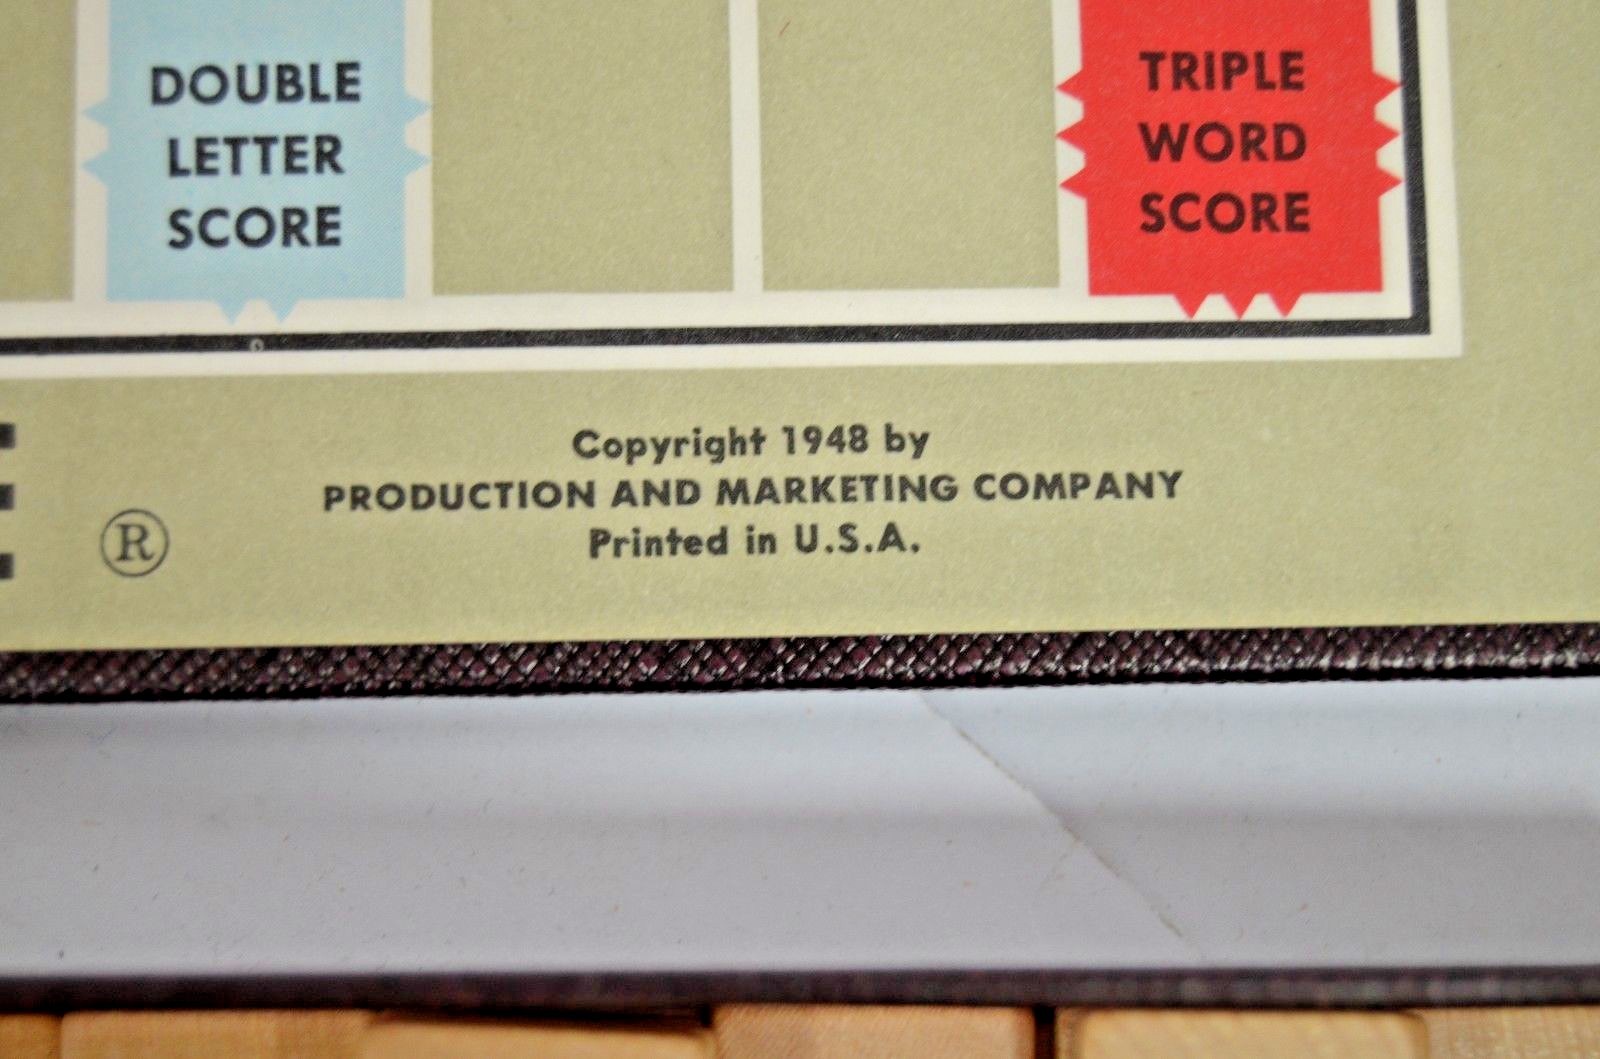 DOUBLE
LETTER
SCORE
TRIPLE
WORD
SCORE
Copyright 1948 by
PRODUCTION AND MARKETING COMPANY
Printed in U.S.A.
®